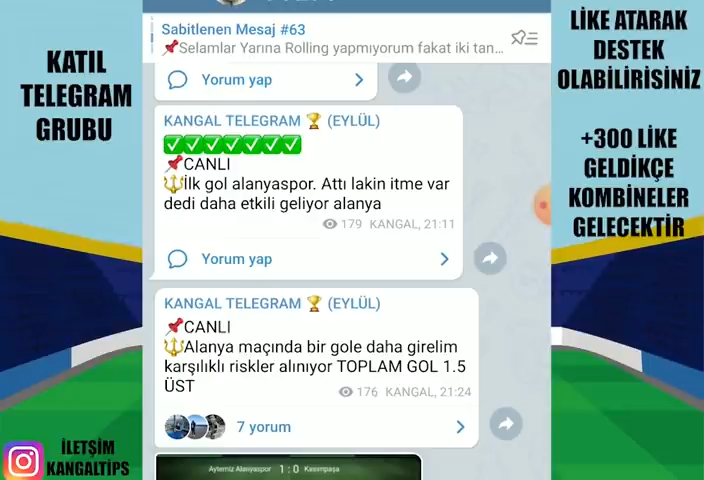 KATIL
TELEGRAM
GRUBU
Sabitlenen Mesaj #63
📌Selamlar Yarına Rolling yapmıyorum fakat iki tan...
Yorum yap
KANGAL TELEGRAM 🏆 (EYLÜL)
✅✅✅✅✅✅✅
📌CANLI
🔱İlk gol alanyaspor. Attı lakin itme var
dedi daha etkili geliyor alanya
179 KANGAL, 21:11
Yorum yap
KANGAL TELEGRAM 🏆 (EYLÜL)
📌CANLI
🔱Alanya maçında bir gole daha girelim
karşılıklı riskler alınıyor TOPLAM GOL 1.5
ÜST
176 KANGAL, 21:24
7 yorum
Aytemiz Alanyaspor 1 : 0 Kasımpaşa
LİKE ATARAK
DESTEK
OLABİLİRİSİNİZ
+300 LİKE
GELDİKÇE
KOMBİNELER
GELECEKTİR
İLETŞİM
KANGALTİPS